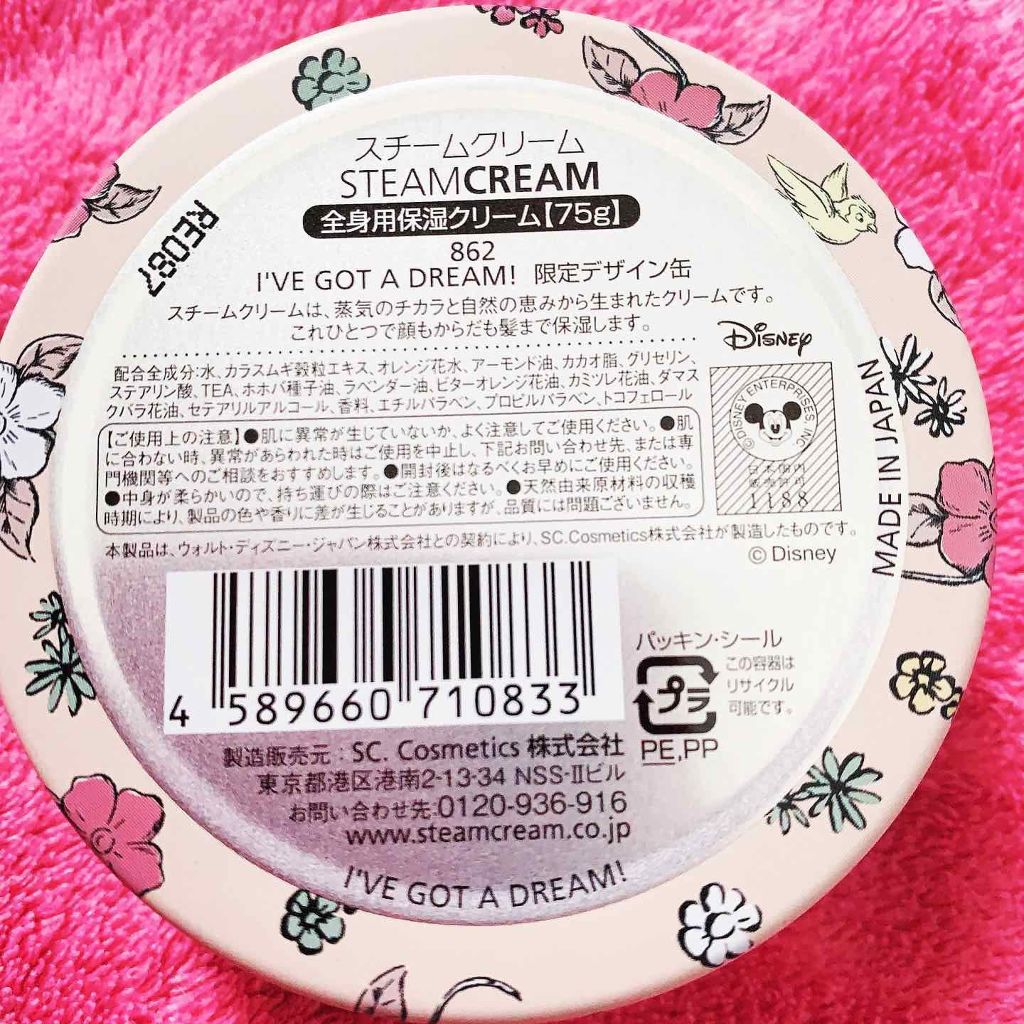 スチームクリーム
STEAMCREAM
全身用保湿クリーム【75g】
862
I'VE GOT A DREAM! 限定デザイン缶
スチームクリームは、蒸気のチカラと自然の恵みから生まれたクリームです。
これひとつで顔もからだも髪まで保湿します。
RE087
Disney
配合全成分:水、カラスムギ穀粒エキス、オレンジ花水、アーモンド油、カカオ脂、グリセリン、
ステアリン酸、TEA、ホホバ種子油、ラベンダー油、ビターオレンジ花油、カミツレ花油、ダマス
クバラ花油、セテアリルアルコール、香料、エチルパラベン、プロピルパラベン、トコフェロール
【ご使用上の注意】●肌に異常が生じていないか、よく注意してご使用ください。●肌
に合わない時、異常があらわれた時はご使用を中止し、下記お問い合わせ先、または専
門機関等へのご相談をおすすめします。●開封後はなるべくお早めにご使用ください。
●中身が柔らかいので、持ち運びの際はご注意ください。●天然由来原材料の収穫
時期により、製品の色や香りに差が生じることがありますが、品質には問題ございません。
©DISNEY ENTERPRISES, INC.
日本国内
販売許可
1188
MADE IN JAPAN
本製品は、ウォルト・ディズニー・ジャパン株式会社との契約により、SC.Cosmetics株式会社が製造したものです。
©Disney
4 589660 710833
パッキン・シール
プラ
この容器は
リサイクル
可能です。
PE,PP
製造販売元:SC. Cosmetics 株式会社
東京都港区港南2-13-34 NSS-Ⅱビル
お問い合わせ先:0120-936-916
www.steamcream.co.jp
I'VE GOT A DREAM!